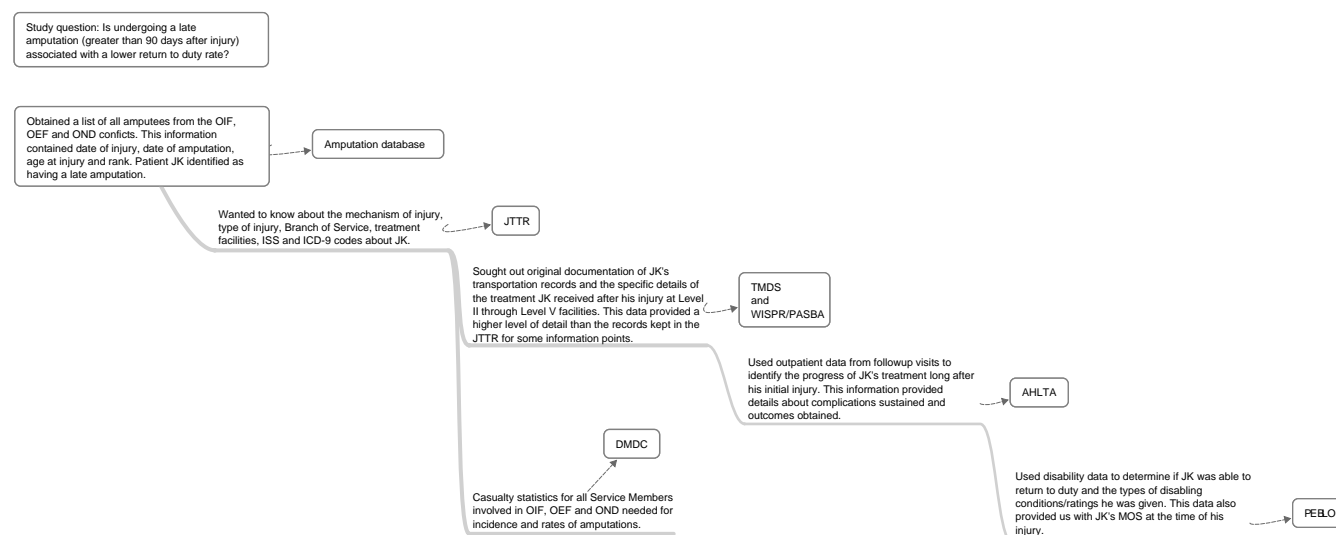 Study question: Is undergoing a late
amputation (greater than 90 days after injury)
associated with a lower return to duty rate?
Obtained a list of all amputees from the OIF,
OEF and OND conficts. This information
contained date of injury, date of amputation,
age at injury and rank. Patient JK identified as
having a late amputation.
Amputation database
Wanted to know about the mechanism of injury,
type of injury, Branch of Service, treatment
facilities, ISS and ICD-9 codes about JK.
JTTR
Sought out original documentation of JK's
transportation records and the specific details of
the treatment JK received after his injury at Level
II through Level V facilities. This data provided a
higher level of detail than the records kept in the
JTTR for some information points.
TMDS
and
WISPR/PASBA
Used outpatient data from followup visits to
identify the progress of JK's treatment long after
his initial injury. This information provided
details about complications sustained and
outcomes obtained.
AHLTA
DMDC
Casualty statistics for all Service Members
involved in OIF, OEF and OND needed for
incidence and rates of amputations.
Used disability data to determine if JK was able to
return to duty and the types of disabling
conditions/ratings he was given. This data also
provided us with JK's MOS at the time of his
injury.
PEBLO